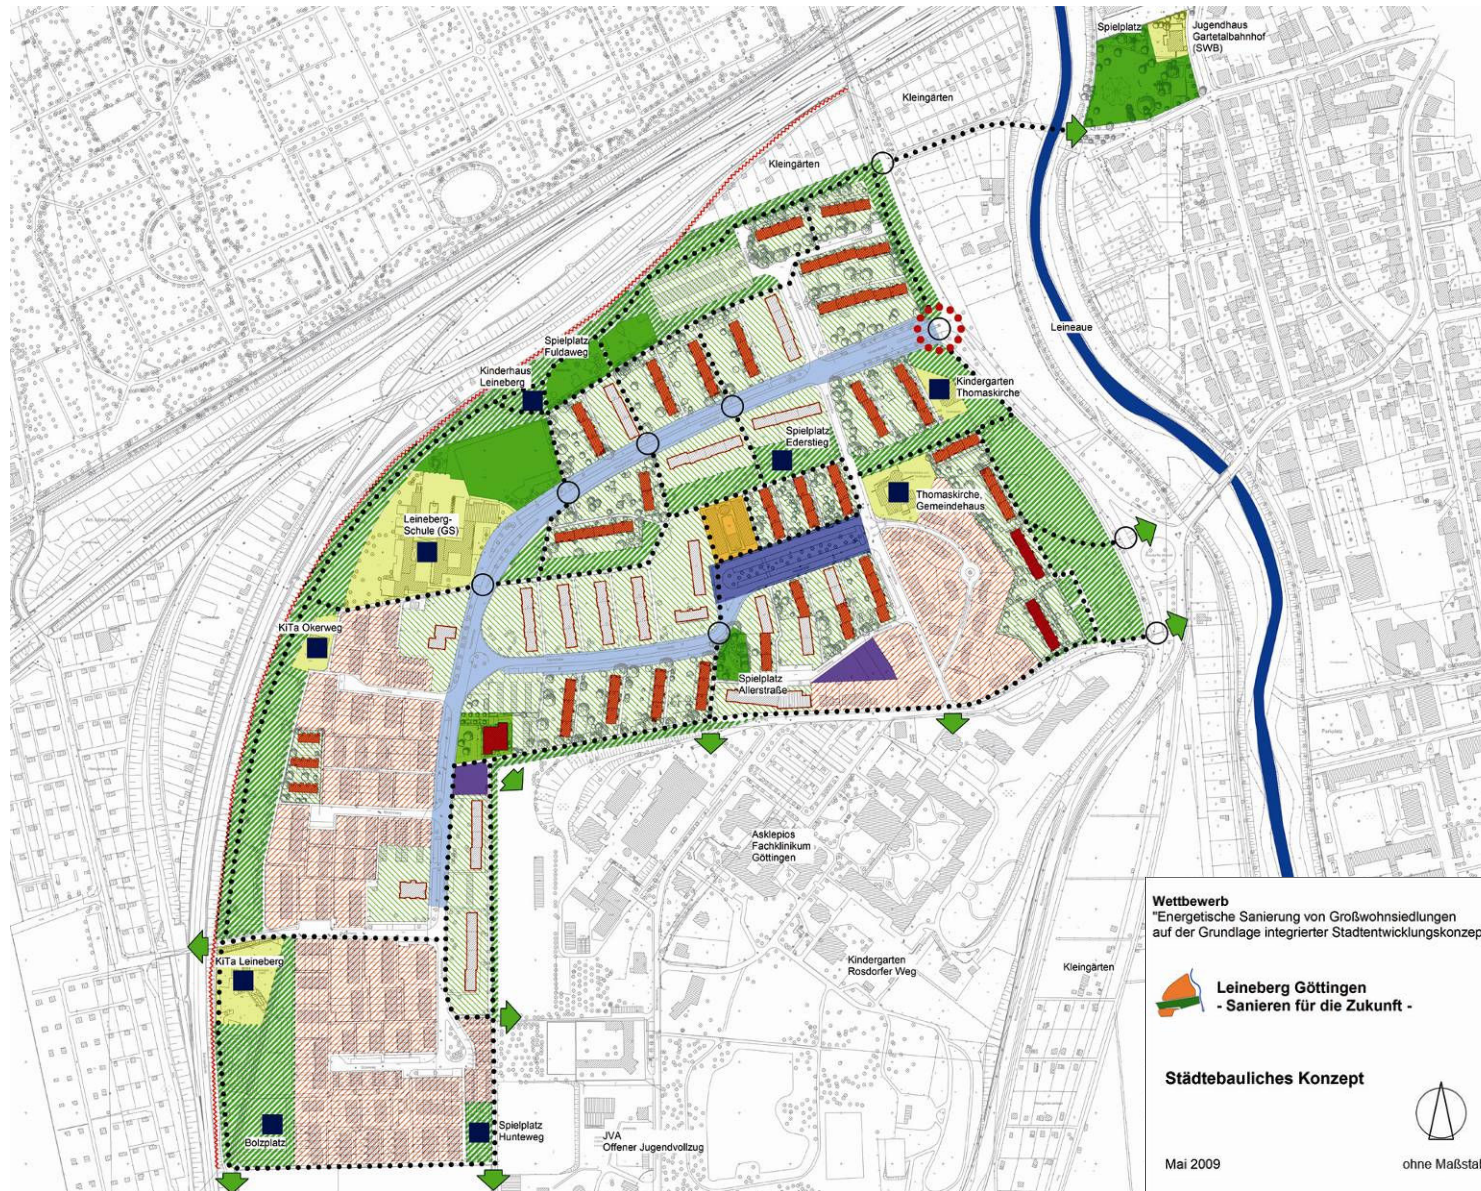 Spielplatz
Jugendhaus
Gartetalbahnhof
(SWB)
Kleingärten
Kleingärten
Leineaue
Spielplatz
Fuldaweg
Kinderhaus
Leineberg
Kindergarten
Thomaskirche
Spielplatz
Ederstieg
Thomaskirche,
Gemeindehaus
Leineberg-
Schule (GS)
KiTa Okerweg
Spielplatz
Allerstraße
Asklepios
Fachklinikum
Göttingen
Kindergarten
Rosdorfer Weg
Kleingärten
KiTa Leineberg
Bolzplatz
Spielplatz
Hunteweg
JVA
Offener Jugendvollzug
Wettbewerb
"Energetische Sanierung von Großwohnsiedlungen
auf der Grundlage integrierter Stadtentwicklungskonzep
Leineberg Göttingen
- Sanieren für die Zukunft -
Städtebauliches Konzept
Mai 2009
ohne Maßstal